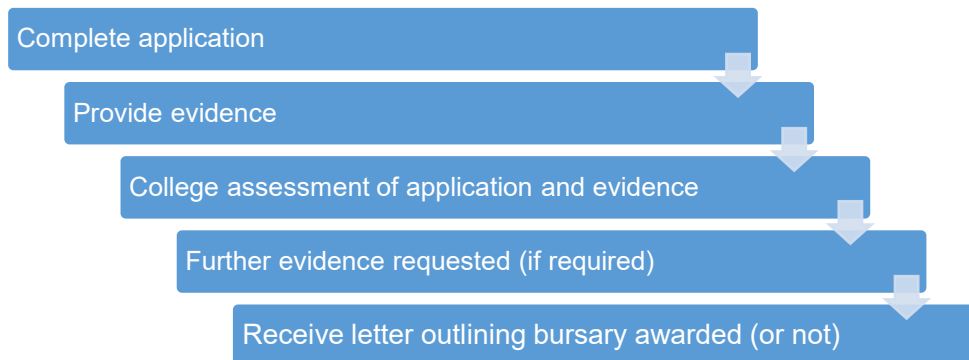 Complete application
Provide evidence
College assessment of application and evidence
Further evidence requested (if required)
Receive letter outlining bursary awarded (or not)